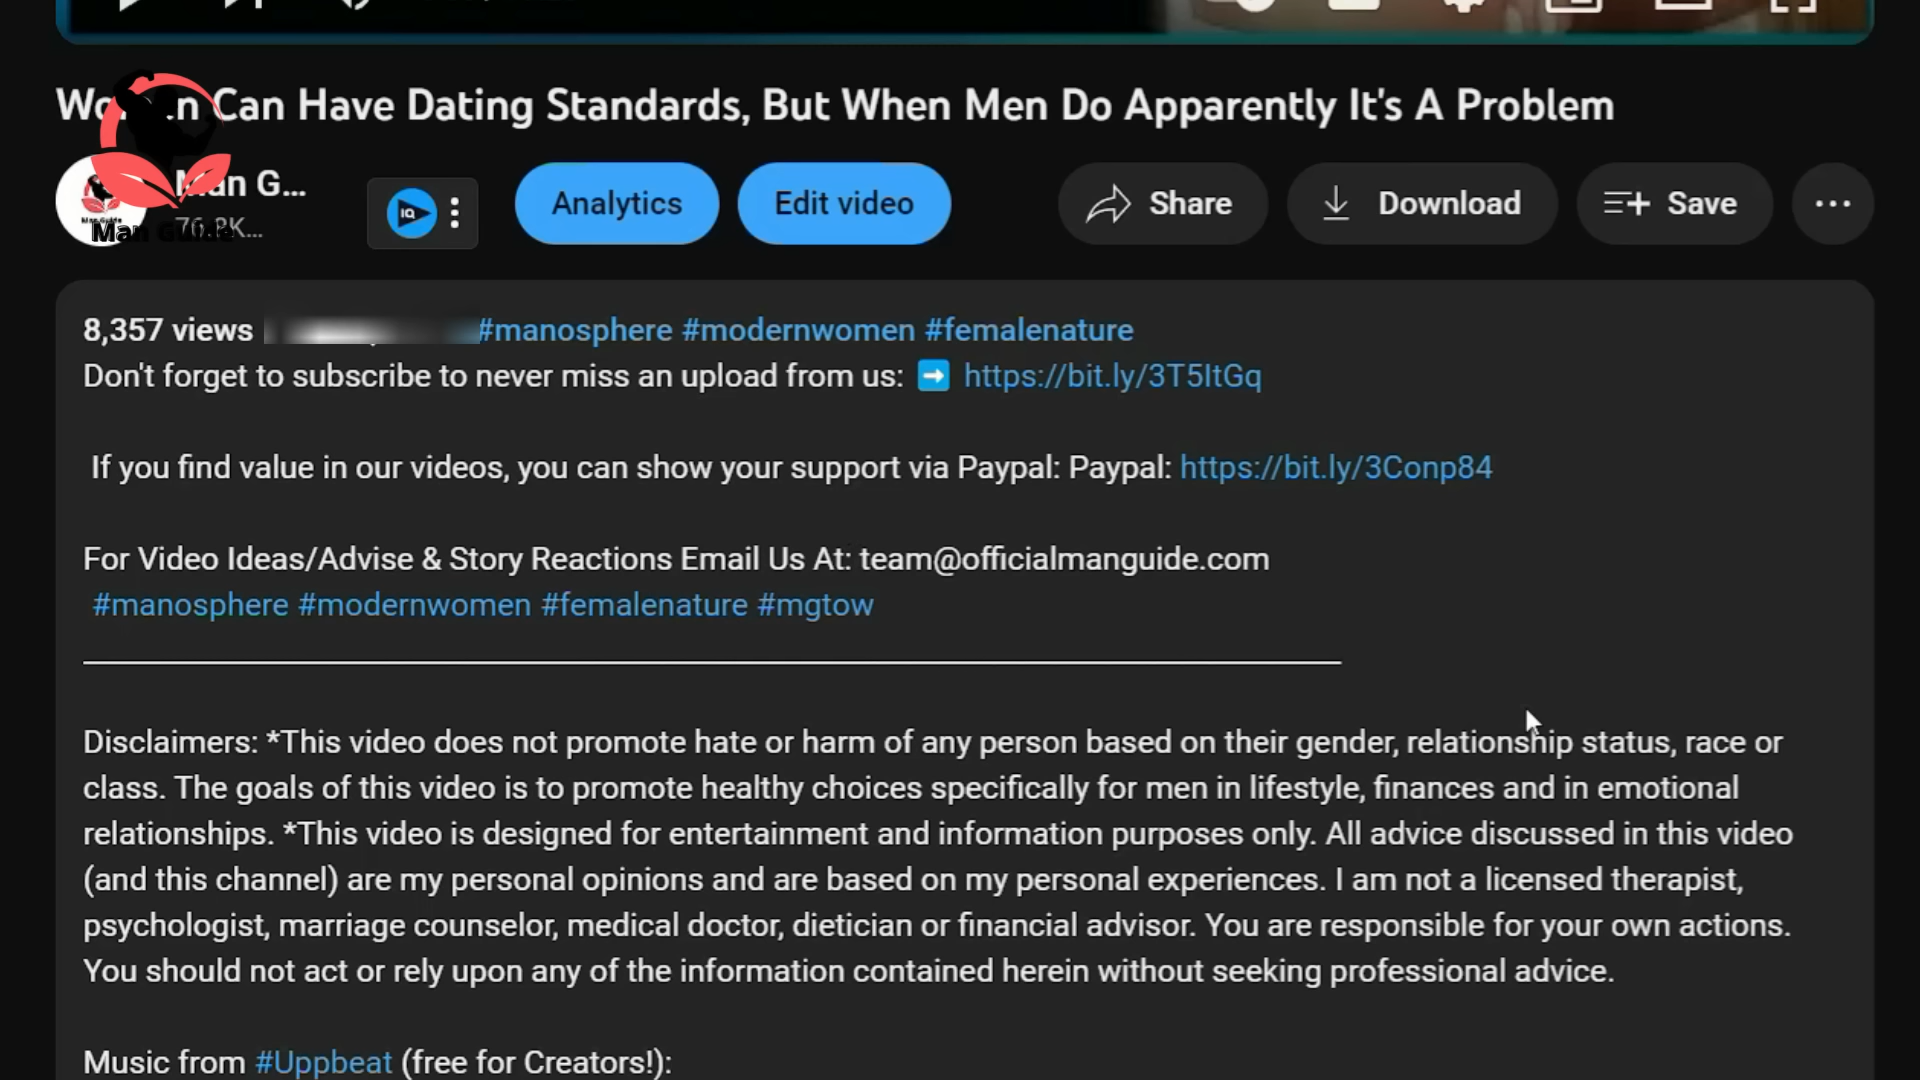 Wo n Can Have Dating Standards, But When Men Do Apparently It's A Problem
Man G...
76.2K...
Man Guide
IQ
Analytics
Edit video
Share
Download
Save
8,357 views #manosphere #modernwomen #femalenature
Don't forget to subscribe to never miss an upload from us: ➡ https://bit.ly/3T5ItGq
If you find value in our videos, you can show your support via Paypal: Paypal: https://bit.ly/3Conp84
For Video Ideas/Advise & Story Reactions Email Us At: team@officialmanguide.com
#manosphere #modernwomen #femalenature #mgtow
Disclaimers: *This video does not promote hate or harm of any person based on their gender, relationship status, race or
class. The goals of this video is to promote healthy choices specifically for men in lifestyle, finances and in emotional
relationships. *This video is designed for entertainment and information purposes only. All advice discussed in this video
(and this channel) are my personal opinions and are based on my personal experiences. I am not a licensed therapist,
psychologist, marriage counselor, medical doctor, dietician or financial advisor. You are responsible for your own actions.
You should not act or rely upon any of the information contained herein without seeking professional advice.
Music from #Uppbeat (free for Creators!):